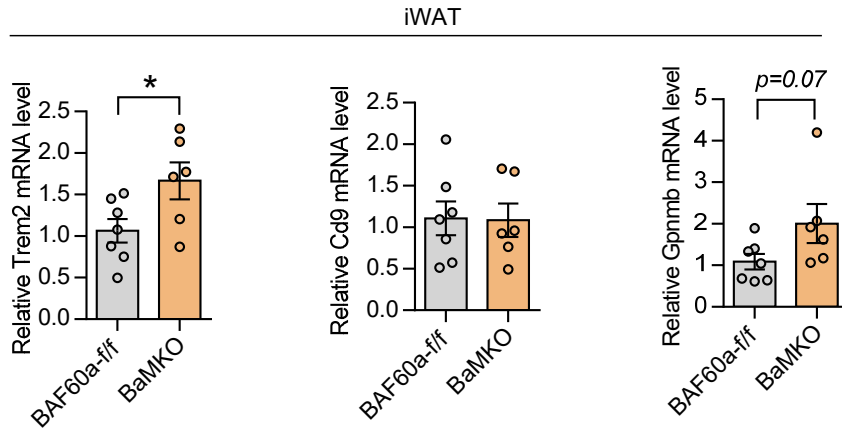 iWAT
Relative Trem2 mRNA level
2.5
2.0
1.5
1.0
0.5
0.0
*
BAF60a-f/f
BaMKO
Relative Cd9 mRNA level
2.5
2.0
1.5
1.0
0.5
0.0
BAF60a-f/f
BaMKO
Relative Gpnmb mRNA level
5
4
3
2
1
0
p=0.07
BAF60a-f/f
BaMKO